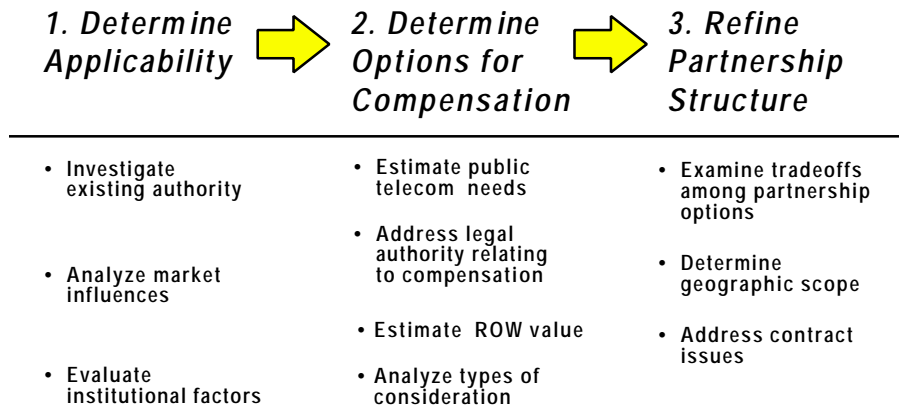 1. Determine
Applicability
2. Determine
Options for
Compensation
3. Refine
Partnership
Structure
• Investigate
existing authority
• Analyze market
influences
• Evaluate
institutional factors
• Estimate public
telecom needs
• Address legal
authority relating
to compensation
• Estimate ROW value
• Analyze types of
consideration
• Examine tradeoffs
among partnership
options
• Determine
geographic scope
• Address contract
issues